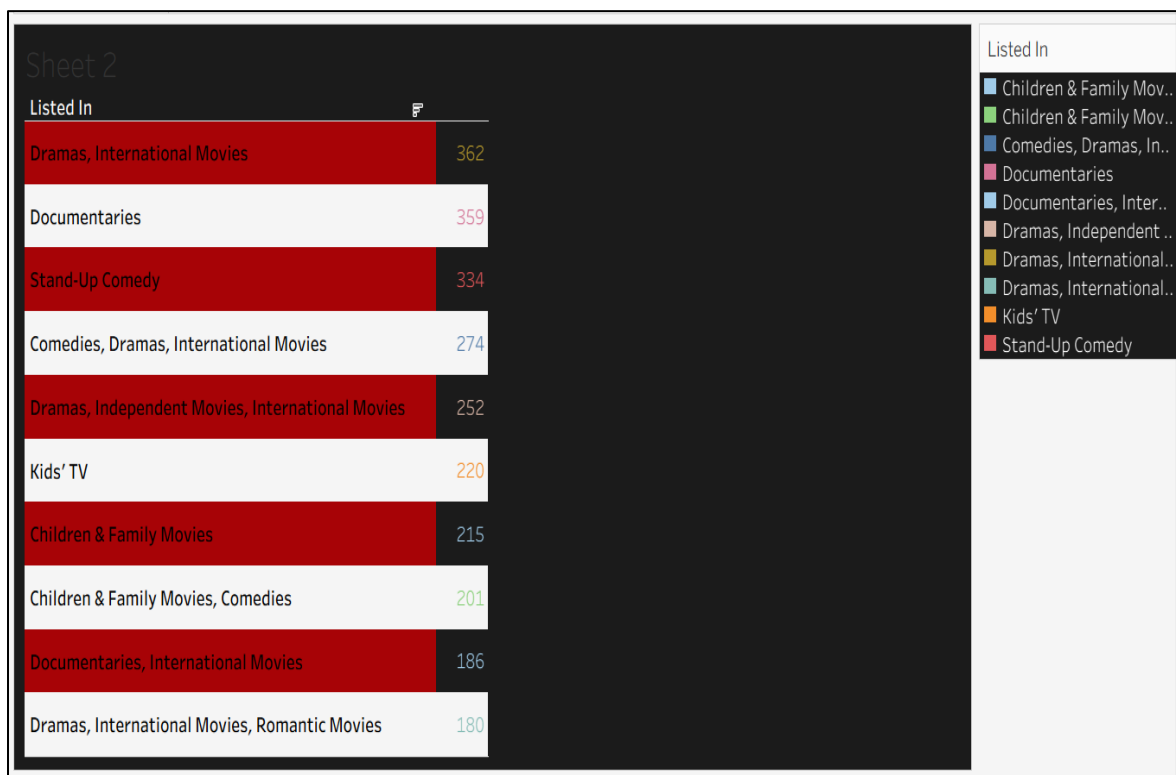 Sheet 2
Listed In
Dramas, International Movies 362
Documentaries 359
Stand-Up Comedy 334
Comedies, Dramas, International Movies 274
Dramas, Independent Movies, International Movies 252
Kids' TV 220
Children & Family Movies 215
Children & Family Movies, Comedies 201
Documentaries, International Movies 186
Dramas, International Movies, Romantic Movies 180
Listed In
Children & Family Mov..
Children & Family Mov..
Comedies, Dramas, In..
Documentaries
Documentaries, Inter..
Dramas, Independent ..
Dramas, International..
Dramas, International..
Kids' TV
Stand-Up Comedy